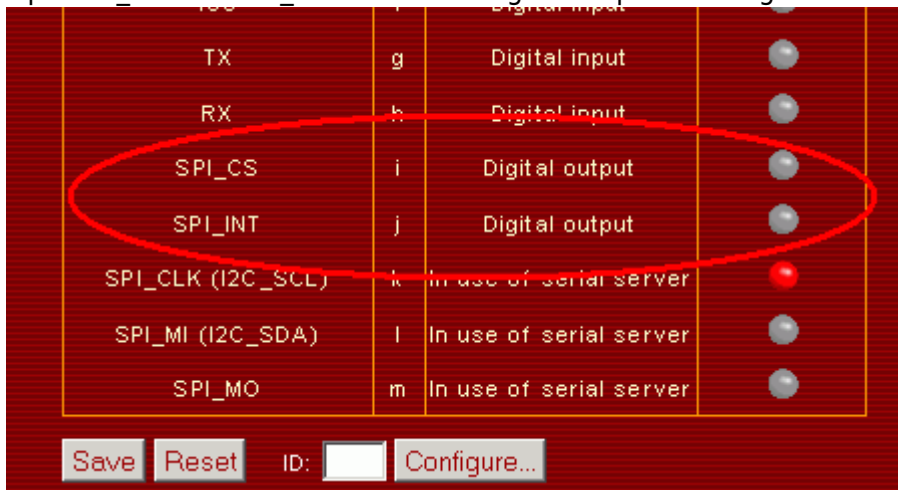 TX g Digital input
RX h Digital input
SPI_CS i Digital output
SPI_INT j Digital output
SPI_CLK (I2C_SCL) k In use of serial server
SPI_MI (I2C_SDA) l In use of serial server
SPI_MO m In use of serial server
Save Reset ID: Configure...